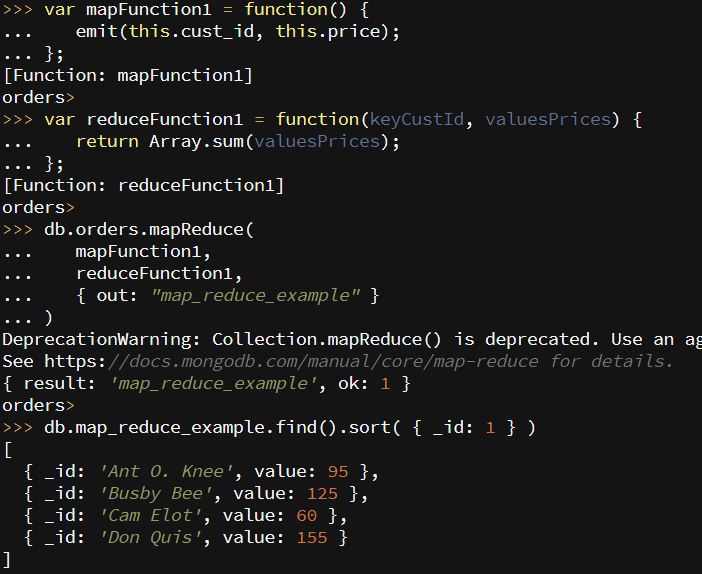 >>> var mapFunction1 = function() {
...    emit(this.cust_id, this.price);
... };
[Function: mapFunction1]
orders>
>>> var reduceFunction1 = function(keyCustId, valuesPrices) {
...    return Array.sum(valuesPrices);
... };
[Function: reduceFunction1]
orders>
>>> db.orders.mapReduce(
...    mapFunction1,
...    reduceFunction1,
...    { out: "map_reduce_example" }
... )
DeprecationWarning: Collection.mapReduce() is deprecated. Use an ag
See https://docs.mongodb.com/manual/core/map-reduce for details.
{ result: 'map_reduce_example', ok: 1 }
orders>
>>> db.map_reduce_example.find().sort( { _id: 1 } )
[
  { _id: 'Ant O. Knee', value: 95 },
  { _id: 'Busby Bee', value: 125 },
  { _id: 'Cam Elot', value: 60 },
  { _id: 'Don Quis', value: 155 }
]